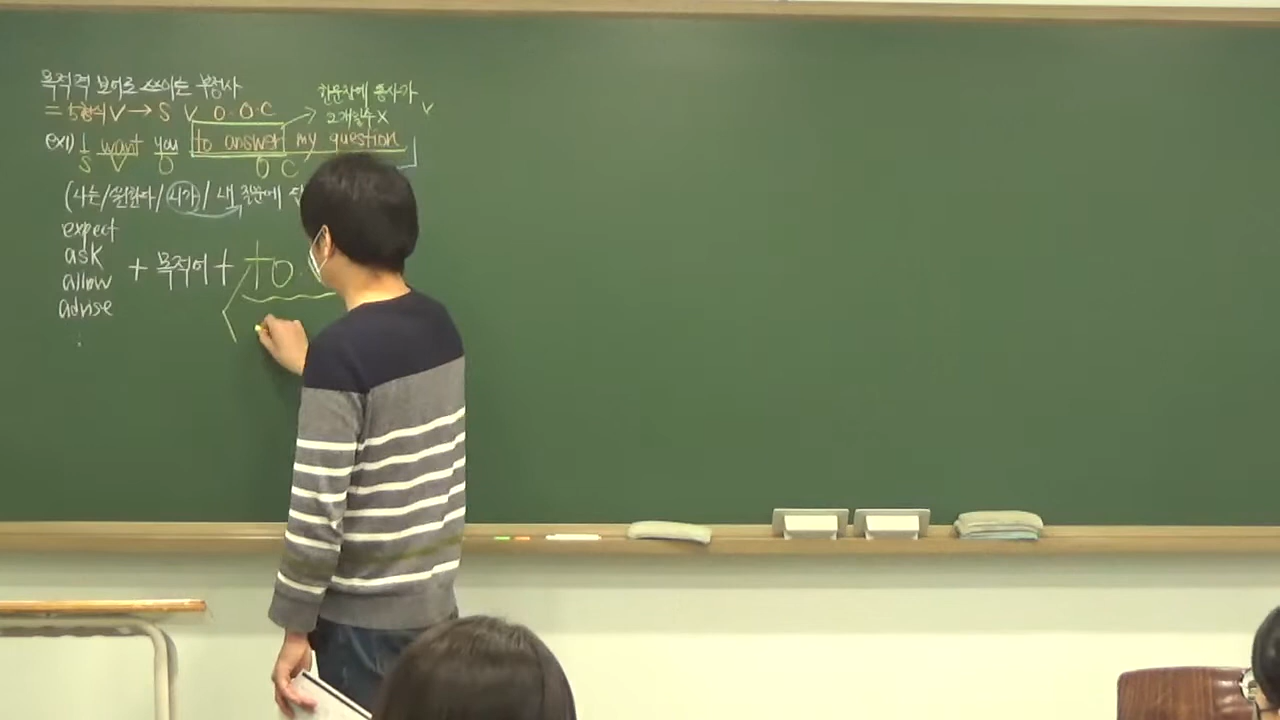 목적격 보어로 쓰이는 부정사
= 5형식 V → S V O O.C
한문장에 동사가
2개일수 X
V
ex1) I want you to answer my question
S V O O C
(나는/원한다/네가/ 내 질문에
expect
ask
allow
advise
+ 목적어 + to